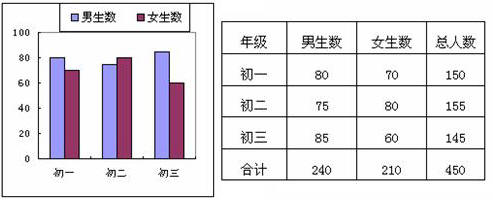 男生数 女生数
100
80
60
40
20
0
初一 初二 初三
年级 男生数 女生数 总人数
初一 80 70 150
初二 75 80 155
初三 85 60 145
合计 240 210 450